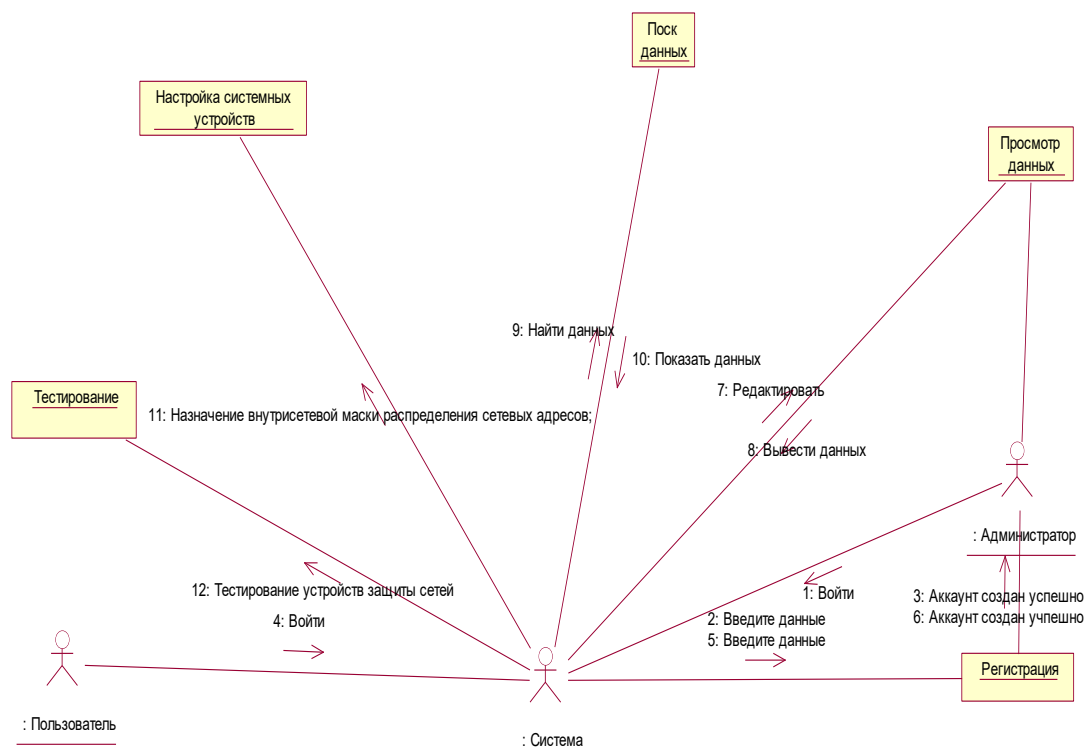 Поск
данных
Настройка системных
устройств
Просмотр
данных
9: Найти данных
10: Показать данных
7: Редактировать
Тестирование
11: Назначение внутрисетевой маски распределения сетевых адресов;
8: Вывести данных
: Администратор
12: Тестирование устройств защиты сетей
1: Войти
3: Аккаунт создан успешно
4: Войти
2: Введите данные
6: Аккаунт создан учпешно
5: Введите данные
Регистрация
: Пользователь
: Система